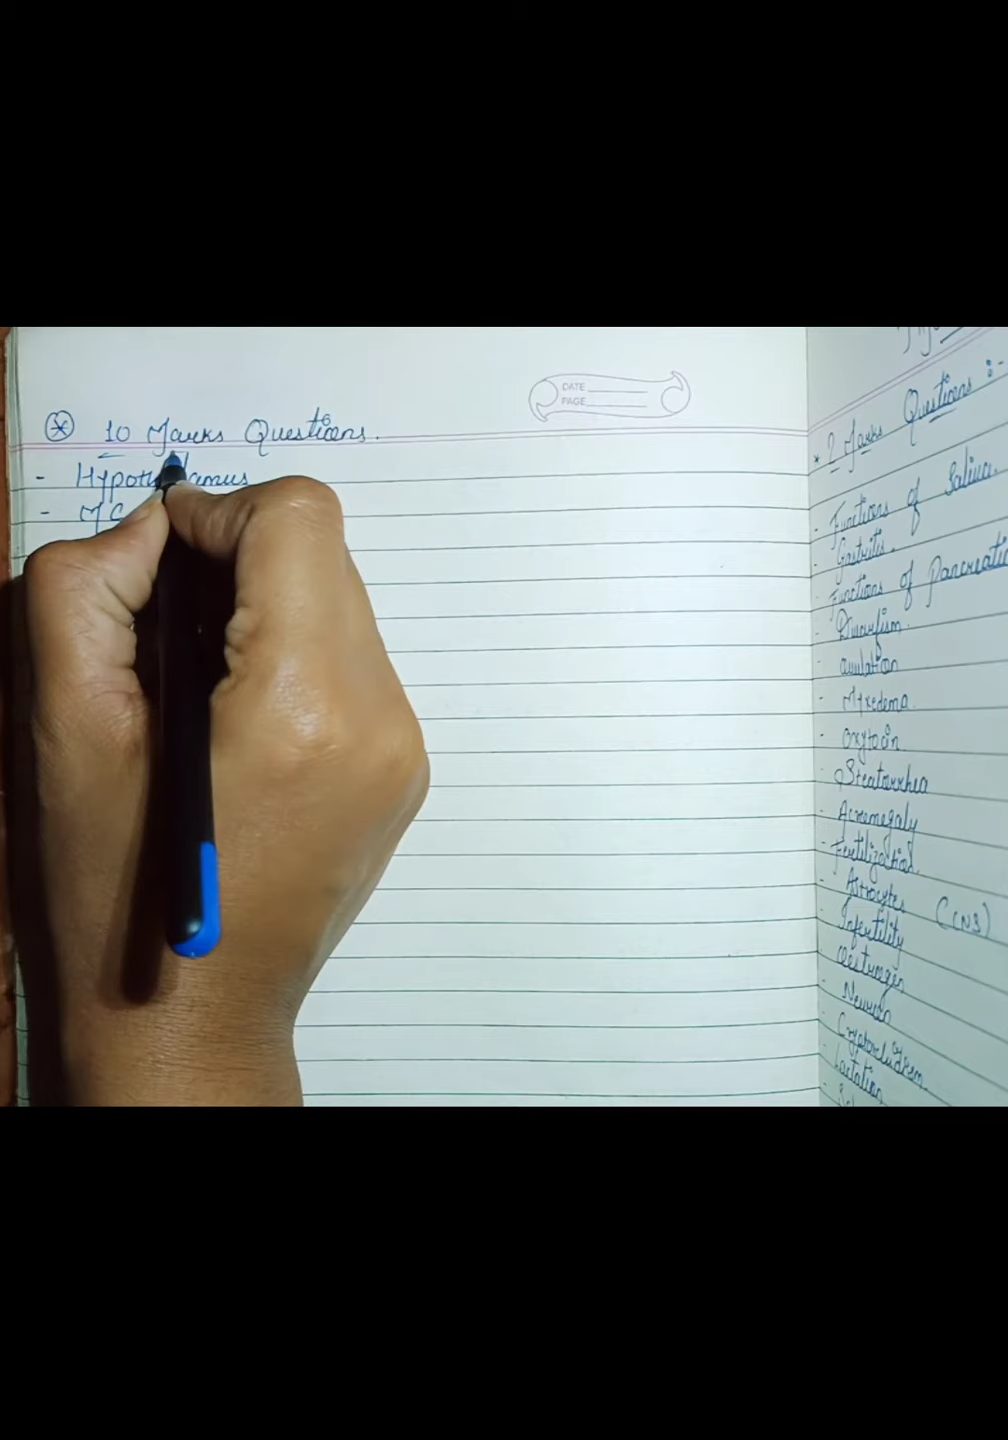 DATE
PAGE
* 10 Marks Questions.
- Hypothalamus
- MC
* 2 Marks Questions :-
- Functions of Saliva.
- Gastritis.
- Functions of Pancreatic
- Dwarfism.
- ovulation
- Myxedema
- Oxytocin
- Steatorrhea
- Acromegaly
- Fertilization.
- Astrocytes (CNS)
- Infertility
- Oestrogen
- Neuron
- Lactation